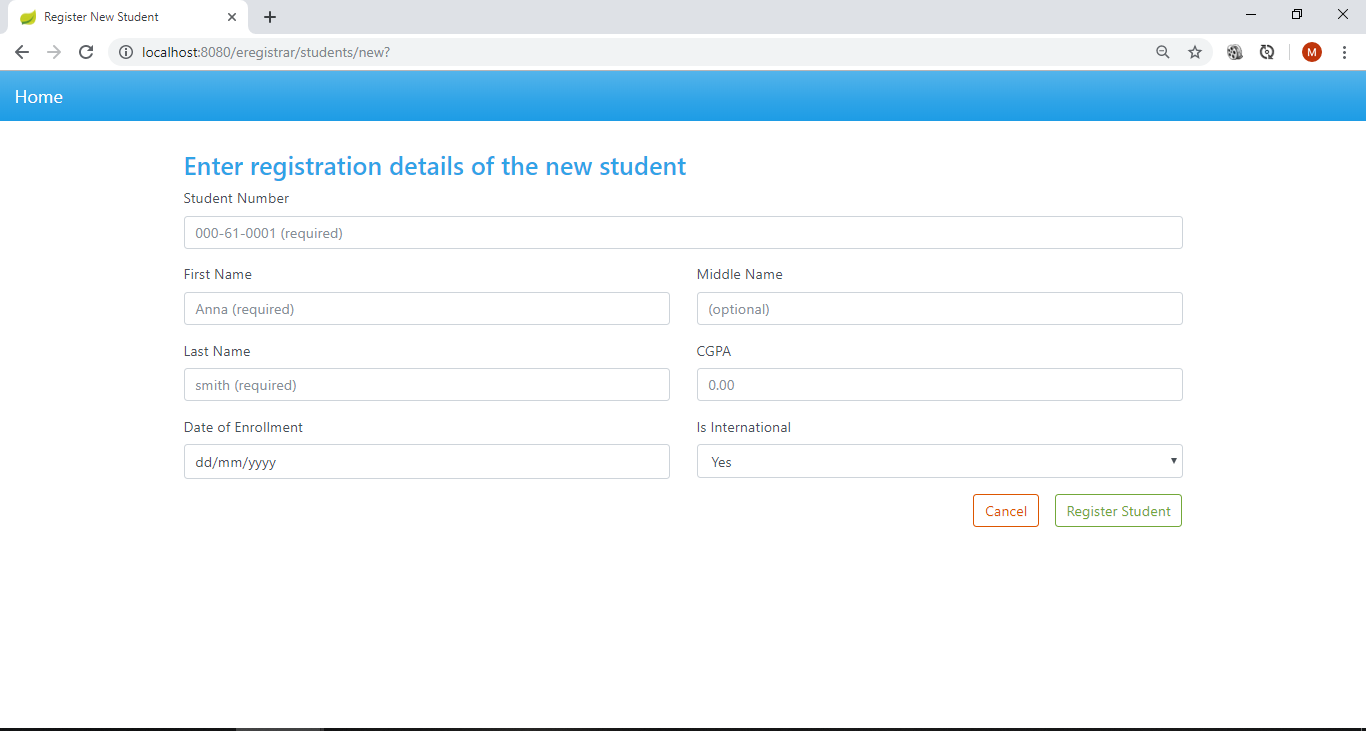 Register New Student
localhost:8080/eregistrar/students/new?
M
Home
Enter registration details of the new student
Student Number
000-61-0001 (required)
First Name Middle Name
Anna (required) (optional)
Last Name CGPA
smith (required) 0.00
Date of Enrollment Is International
dd/mm/yyyy Yes
Cancel Register Student